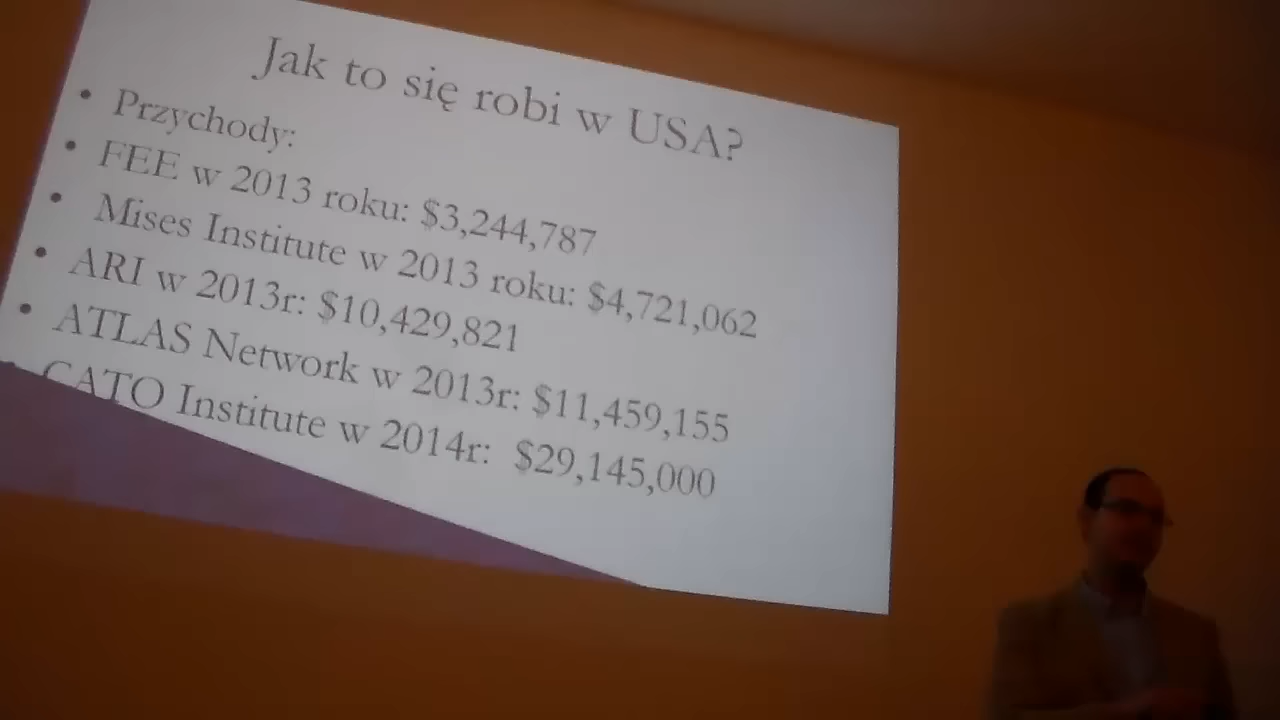 Jak to się robi w USA?
• Przychody:
• FEE w 2013 roku: $3,244,787
• Mises Institute w 2013 roku: $4,721,062
• ARI w 2013r: $10,429,821
• ATLAS Network w 2013r: $11,459,155
CATO Institute w 2014r: $29,145,000